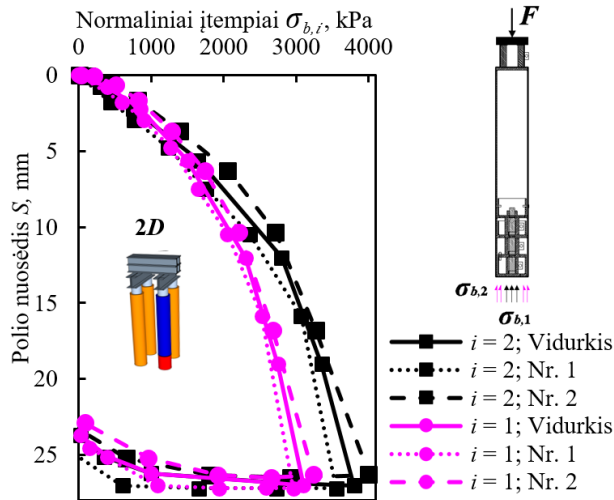 Normaliniai įtempiai σb,i, kPa
0 1000 2000 3000 4000
Polio nuosėdis S, mm
0
5
10
15
20
25
2D
F
σb,2
σb,1
i = 2; Vidurkis
i = 2; Nr. 1
i = 2; Nr. 2
i = 1; Vidurkis
i = 1; Nr. 1
i = 1; Nr. 2